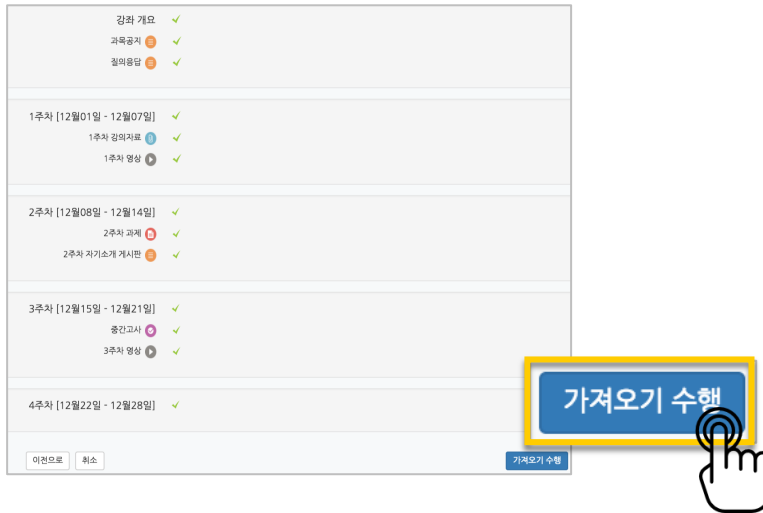 강좌 개요
과목공지
질의응답
1주차 [12월01일 - 12월07일]
1주차 강의자료
1주차 영상
2주차 [12월08일 - 12월14일]
2주차 과제
2주차 자기소개 게시판
3주차 [12월15일 - 12월21일]
중간고사
3주차 영상
4주차 [12월22일 - 12월28일]
가져오기 수행
이전으로 취소 가져오기 수행